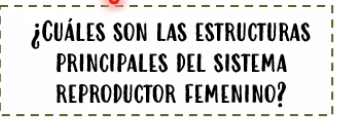 ¿CUÁLES SON LAS ESTRUCTURAS
PRINCIPALES DEL SISTEMA
REPRODUCTOR FEMENINO?